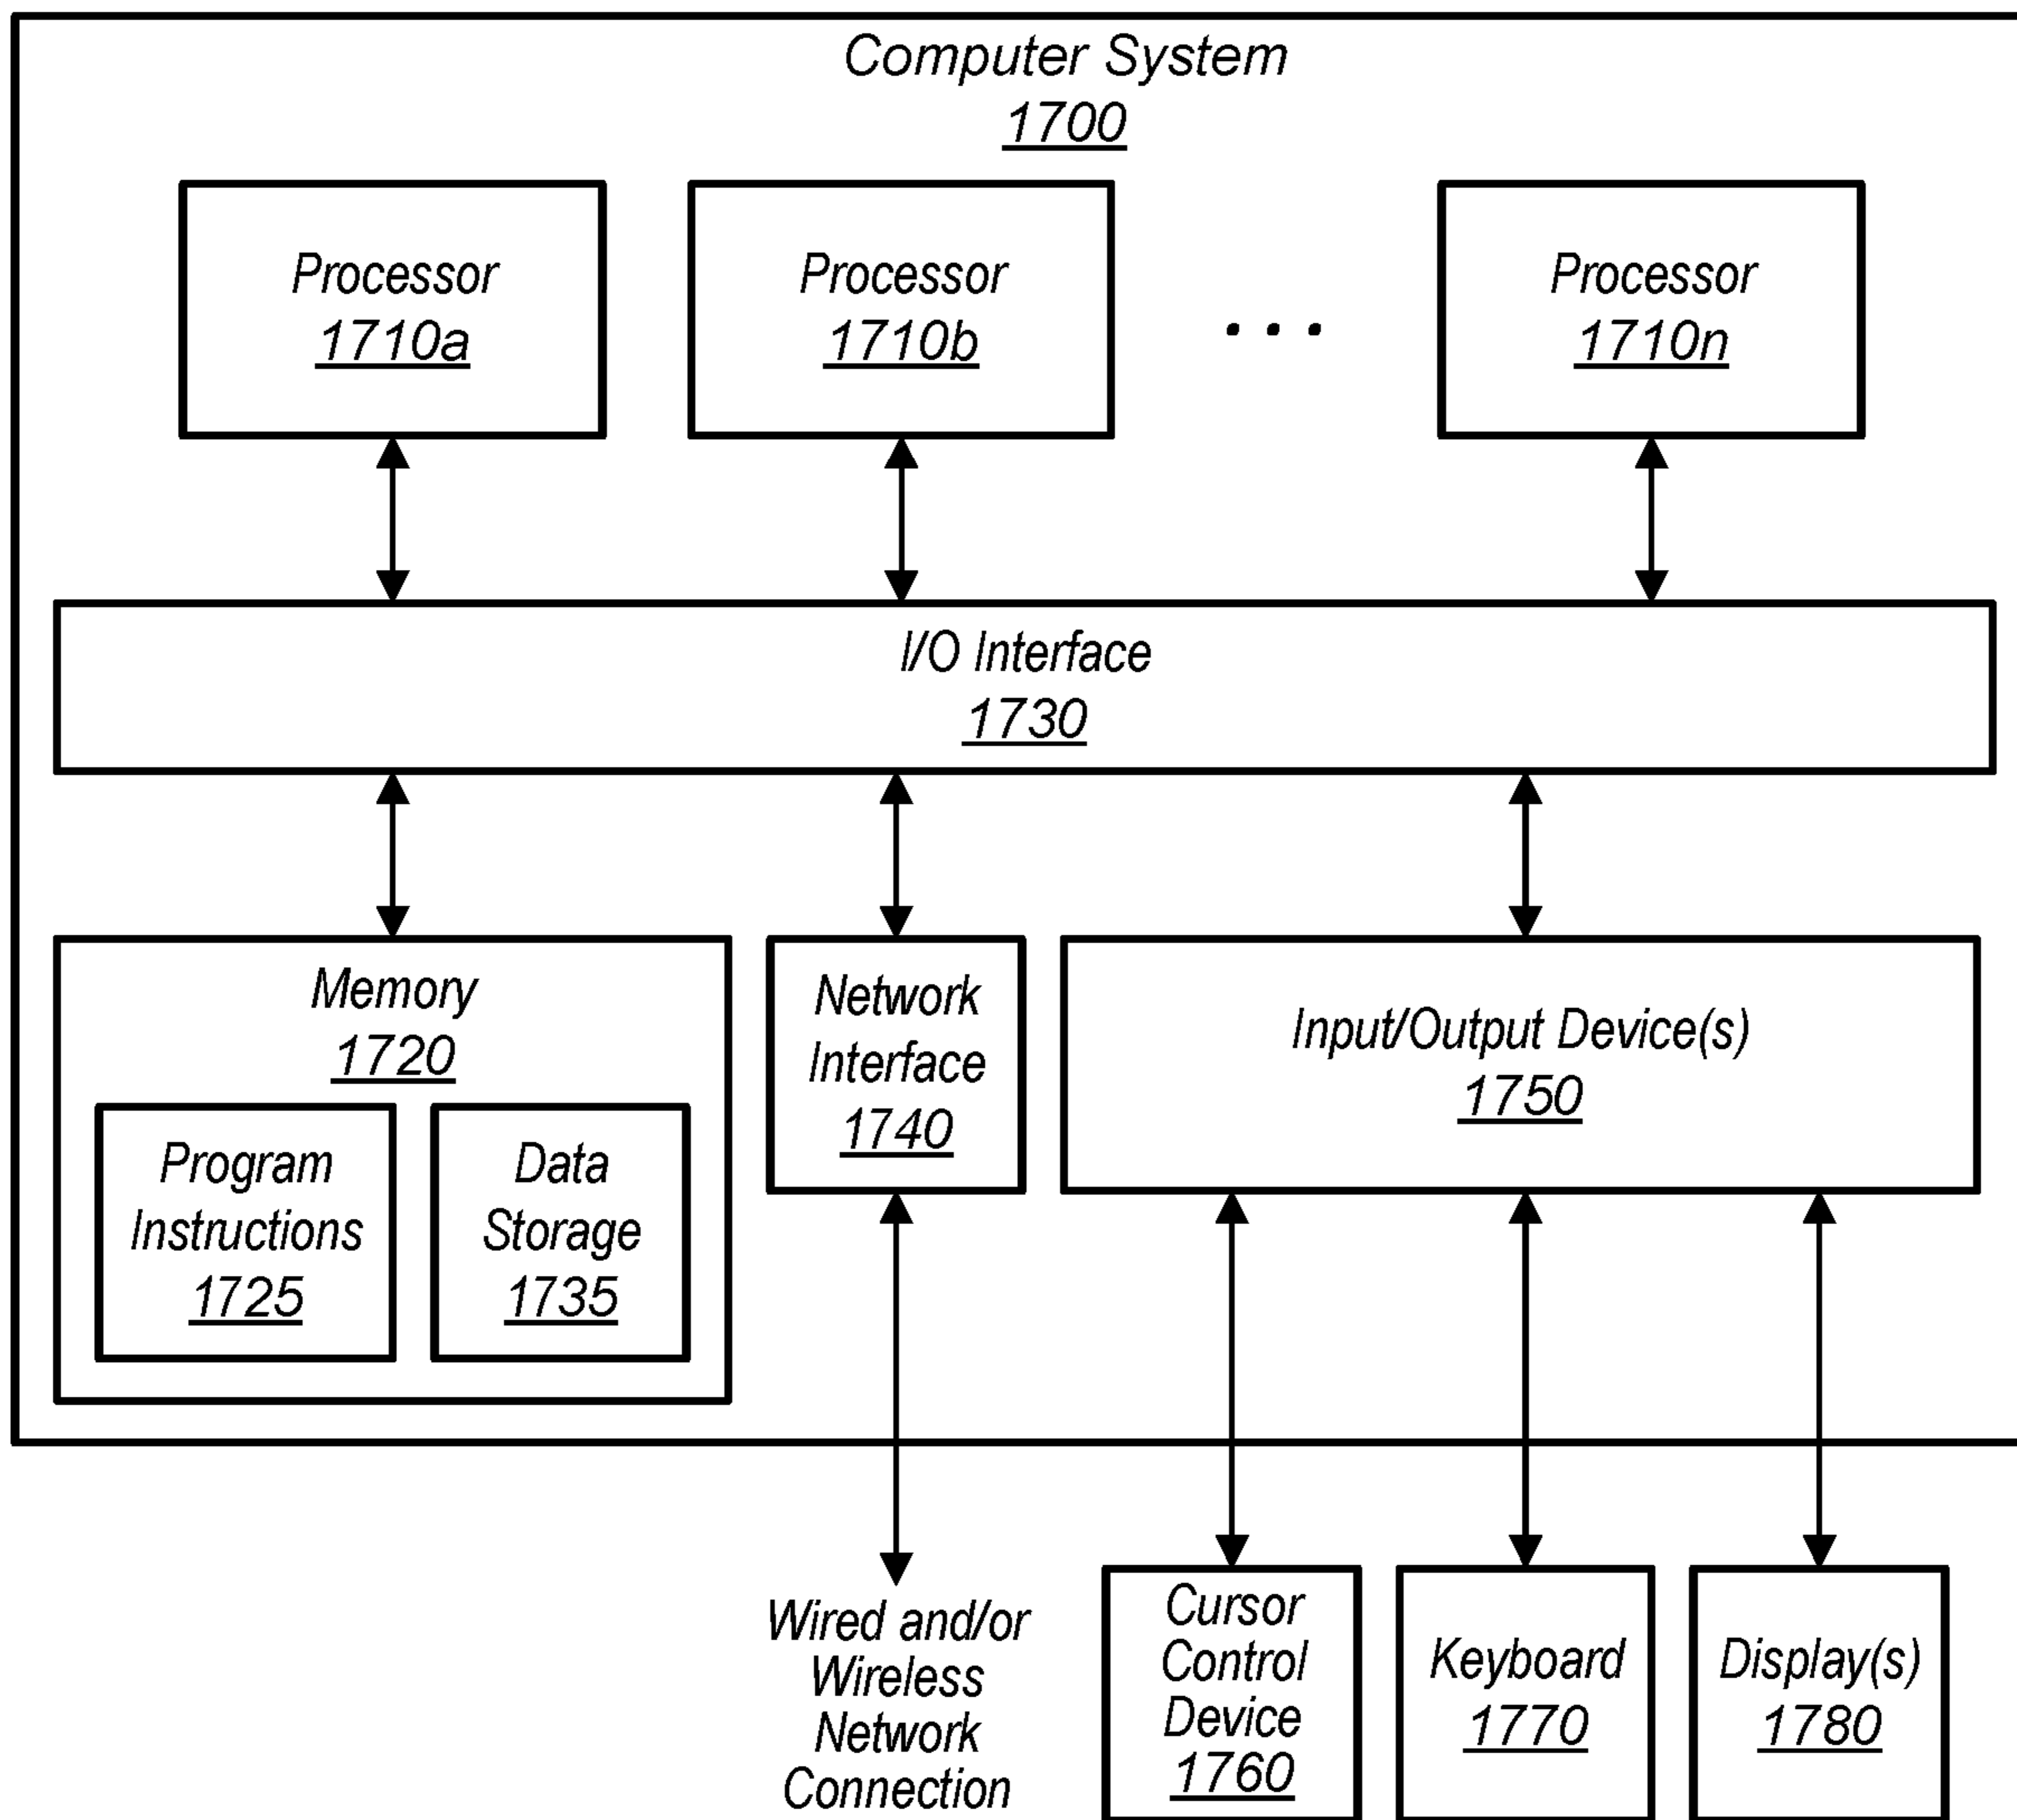 Computer System
1700
Processor
1710a
Processor
1710b
. . .
Processor
1710n
I/O Interface
1730
Memory
1720
Program
Instructions
1725
Data
Storage
1735
Network
Interface
1740
Input/Output Device(s)
1750
Wired and/or
Wireless
Network
Connection
Cursor
Control
Device
1760
Keyboard
1770
Display(s)
1780